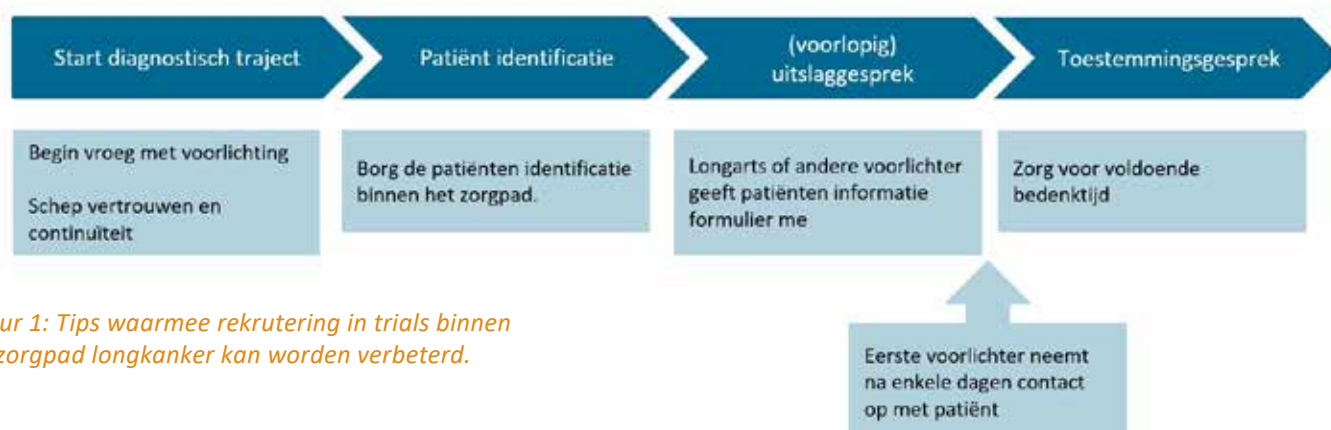 Start diagnostisch traject
Patiënt identificatie
(voorlopig)
uitslaggesprek
Toestemmingsgesprek
Begin vroeg met voorlichting
Schep vertrouwen en
continuïteit
Borg de patiënten identificatie
binnen het zorgpad.
Longarts of andere voorlichter
geeft patiënten informatie
formulier me
Zorg voor voldoende
bedenktijd
ur 1: Tips waarmee rekrutering in trials binnen
zorgpad longkanker kan worden verbeterd.
Eerste voorlichter neemt
na enkele dagen contact
op met patiënt